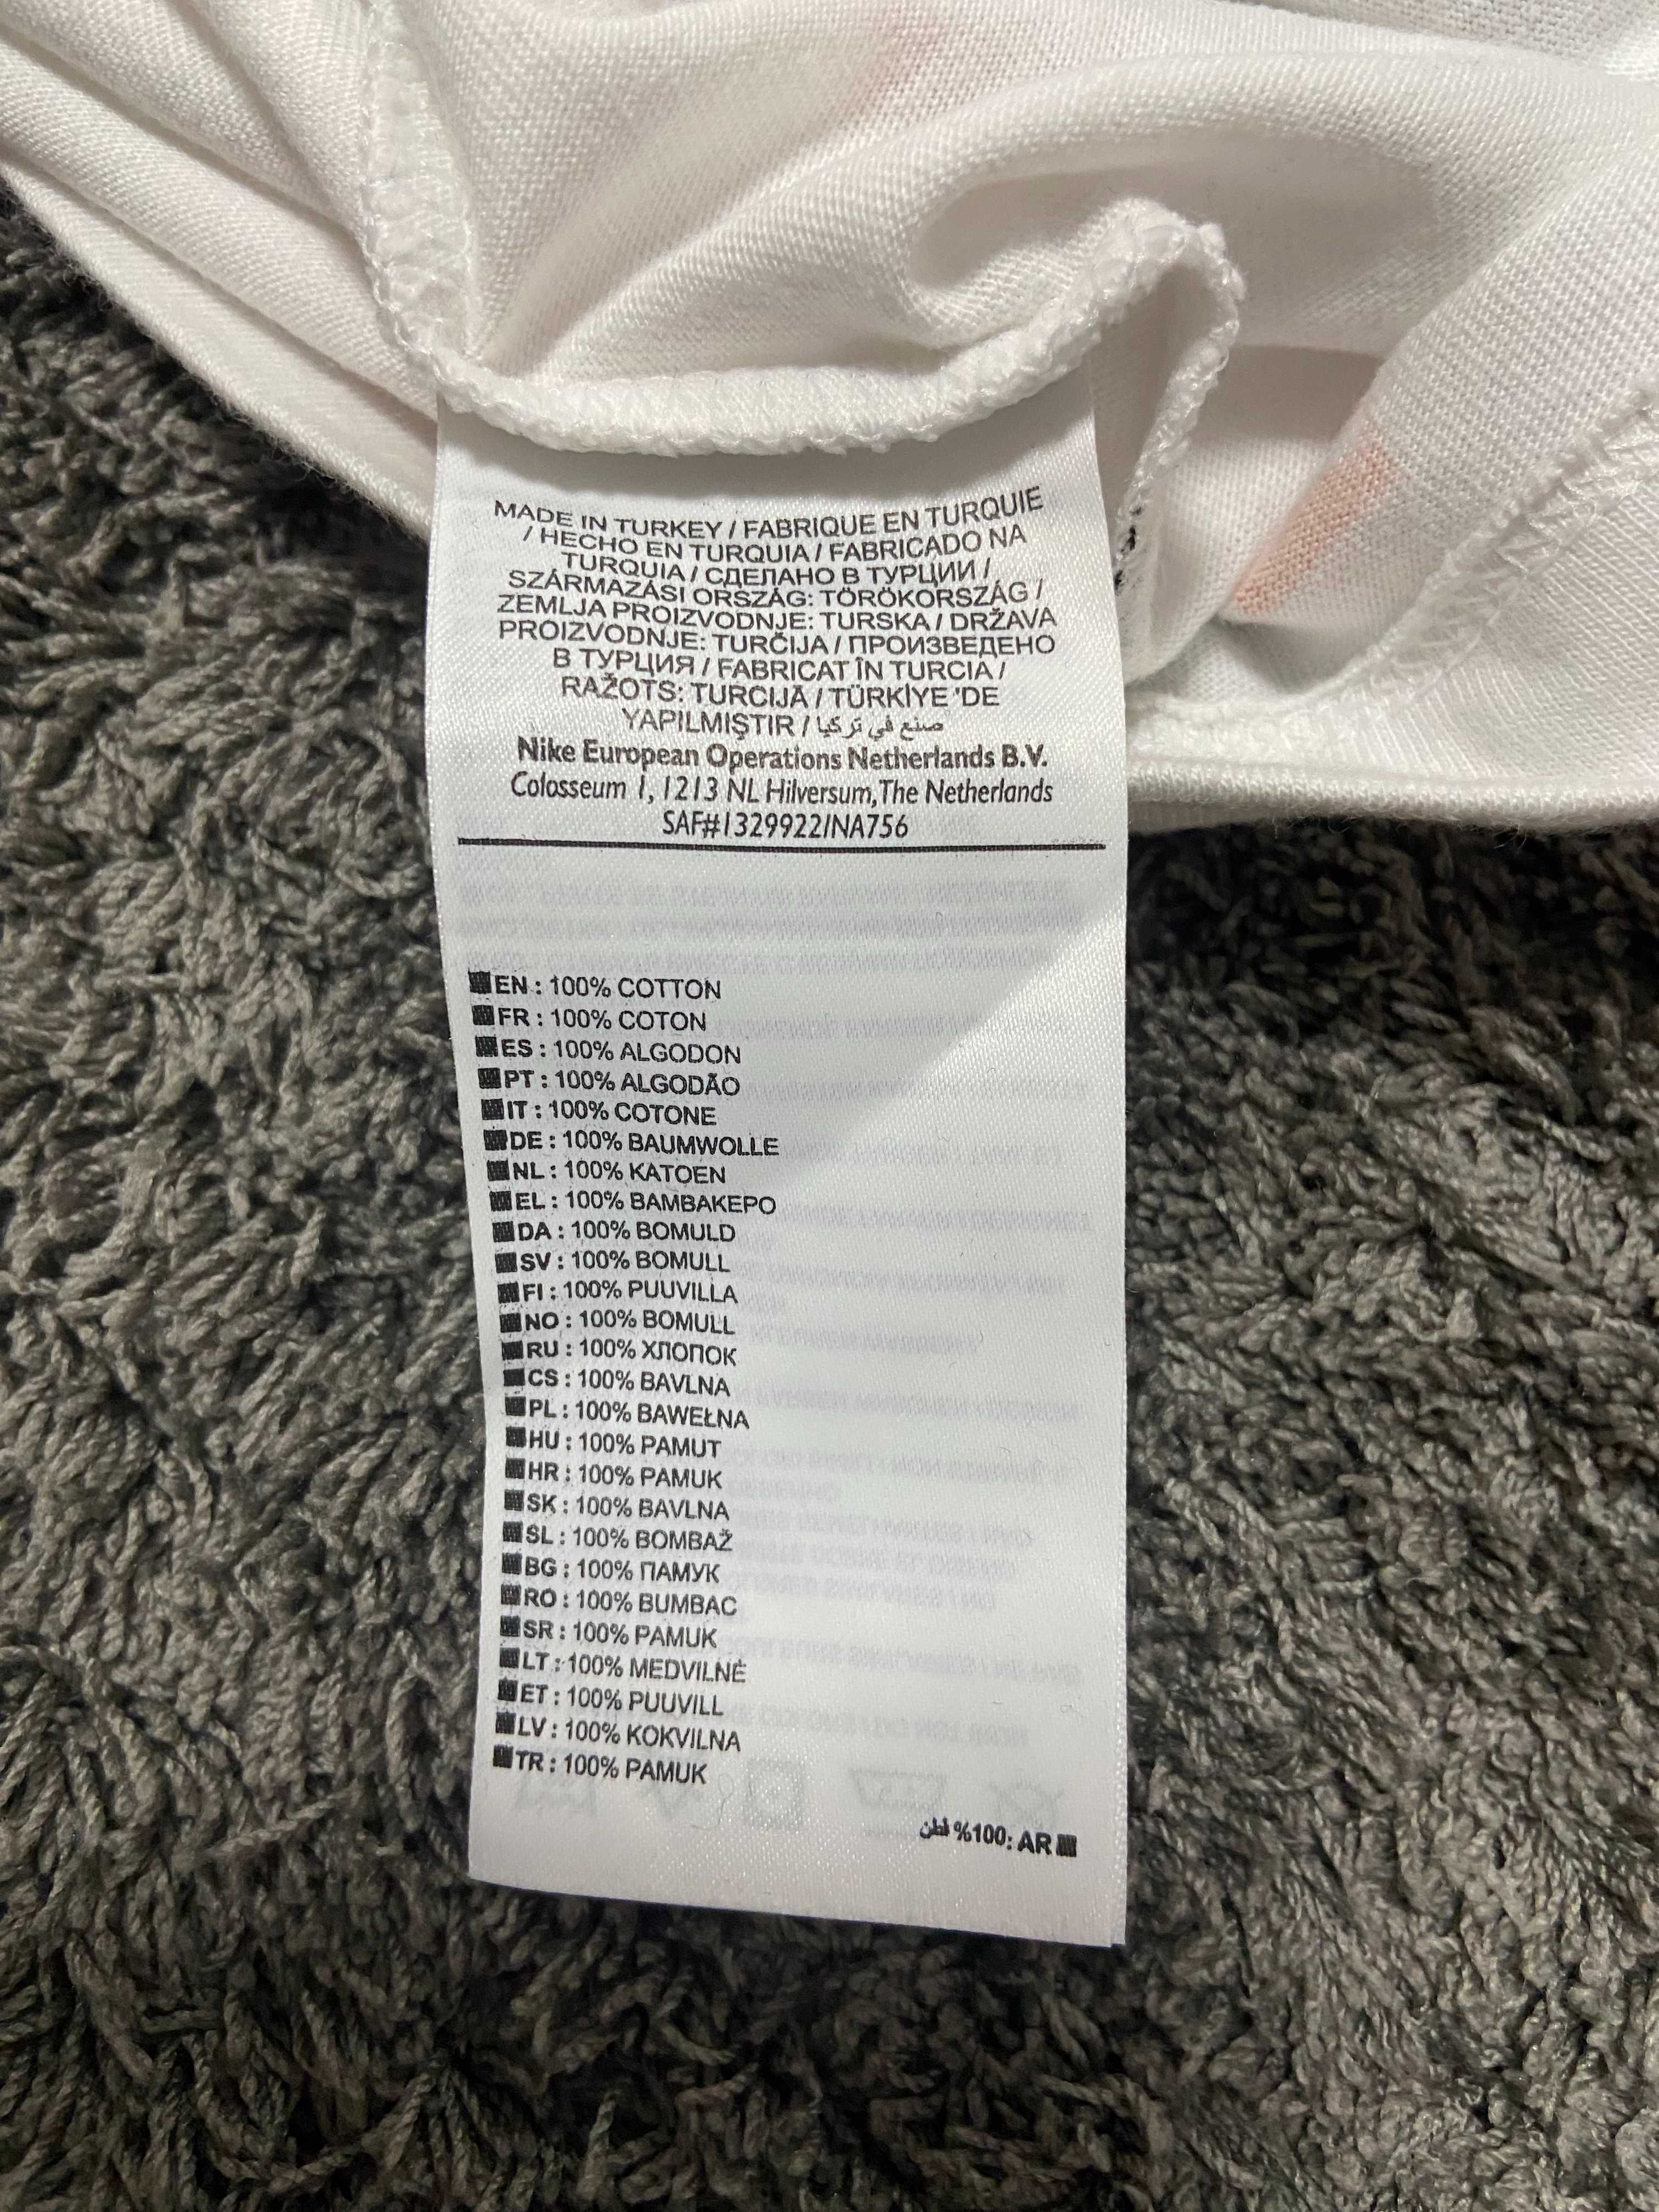 MADE IN TURKEY / FABRIQUE EN TURQUIE
/ HECHO EN TURQUIA / FABRICADO NA
TURQUIA / СДЕЛАНО В ТУРЦИИ /
SZÁRMAZÁSI ORSZÁG: TÖRÖKORSZÁG /
ZEMLJA PROIZVODNJE: TURSKA / DRŽAVA
PROIZVODNJE: TURČIJA / ПРОИЗВЕДЕНО
В ТУРЦИЯ / FABRICAT ÎN TURCIA /
RAŽOTS: TURCIJĀ / TÜRKİYE 'DE
YAPILMIŞTIR / صنع في تركيا
Nike European Operations Netherlands B.V.
Colosseum 1, 1213 NL Hilversum, The Netherlands
SAF#1329922/NA756
EN : 100% COTTON
FR : 100% COTON
ES : 100% ALGODON
PT : 100% ALGODÃO
IT : 100% COTONE
DE : 100% BAUMWOLLE
NL : 100% KATOEN
EL : 100% BAMBAKEPO
DA : 100% BOMULD
SV : 100% BOMULL
FI : 100% PUUVILLA
NO : 100% BOMULL
RU : 100% ХЛОПОК
CS : 100% BAVLNA
PL : 100% BAWEŁNA
HU : 100% PAMUT
HR : 100% PAMUK
SK : 100% BAVLNA
SL : 100% BOMBAŽ
BG : 100% ПАМУК
RO : 100% BUMBAC
SR : 100% PAMUK
LT : 100% MEDVILNĖ
ET : 100% PUUVILL
LV : 100% KOKVILNA
TR : 100% PAMUK
AR :100% قطن